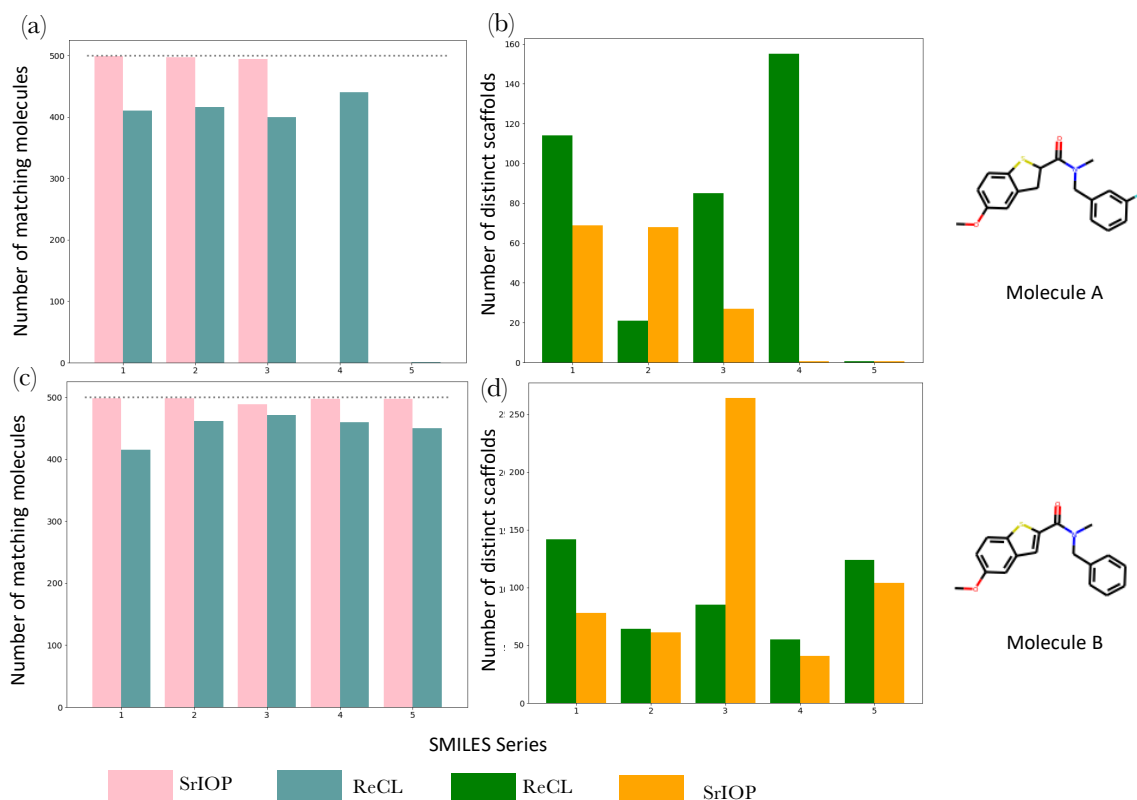 (a)
(b)
Number of matching molecules
500
400
300
200
100
0
1 2 3 4 5
Number of distinct scaffolds
160
140
120
100
80
60
40
20
0
1 2 3 4 5
O
S
N
O
Molecule A
(c)
(d)
Number of matching molecules
500
400
300
200
100
0
1 2 3 4 5
Number of distinct scaffolds
250
200
150
100
50
0
1 2 3 4 5
O
S
N
O
Molecule B
SMILES Series
SrIOP ReCL ReCL SrIOP